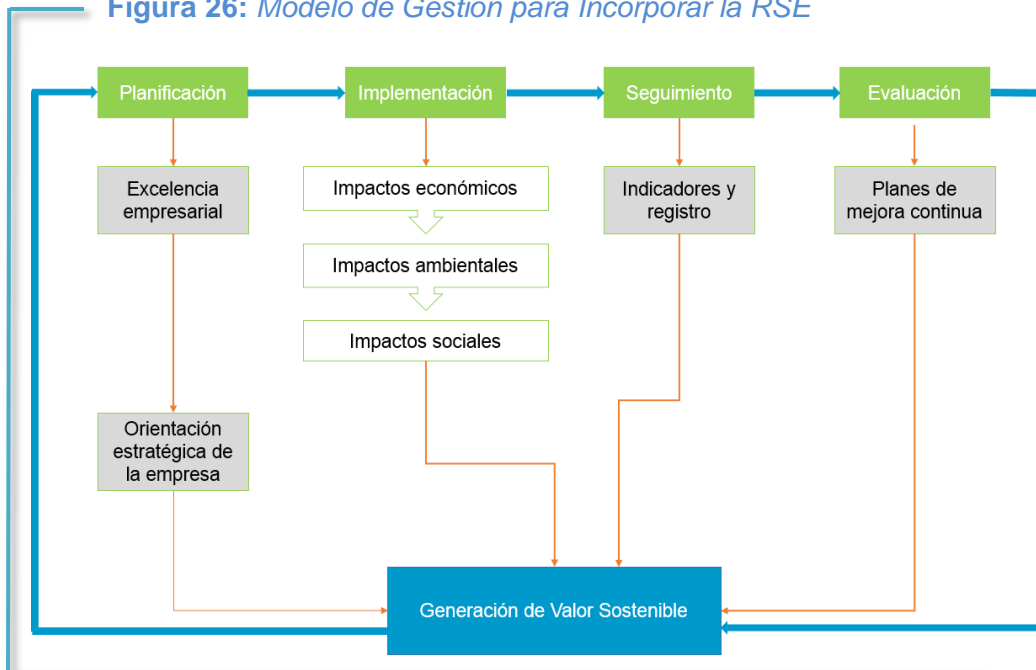 Figura 26: Modelo de Gestión para Incorporar la RSE
Planificación
Implementación
Seguimiento
Evaluación
Excelencia
empresarial
Impactos económicos
Indicadores y
registro
Planes de
mejora continua
Impactos ambientales
Impactos sociales
Orientación
estratégica de
la empresa
Generación de Valor Sostenible